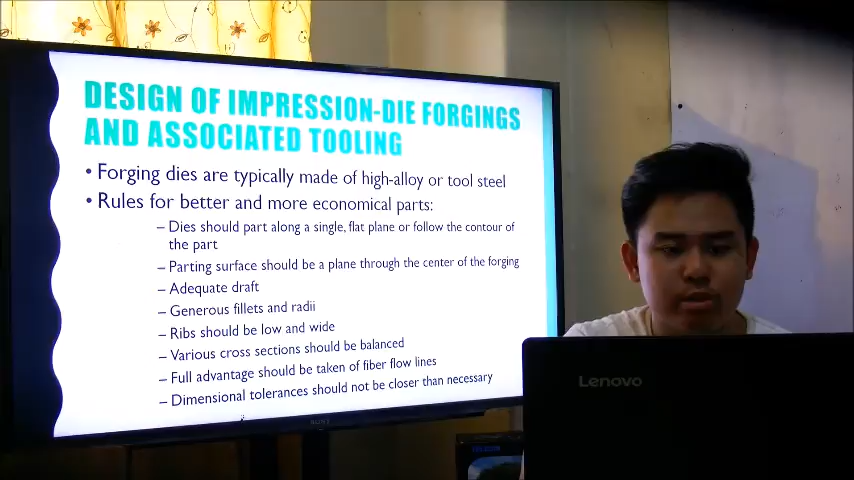 DESIGN OF IMPRESSION-DIE FORGINGS
AND ASSOCIATED TOOLING
• Forging dies are typically made of high-alloy or tool steel
• Rules for better and more economical parts:
– Dies should part along a single, flat plane or follow the contour of
the part
– Parting surface should be a plane through the center of the forging
– Adequate draft
– Generous fillets and radii
– Ribs should be low and wide
– Various cross sections should be balanced
– Full advantage should be taken of fiber flow lines
– Dimensional tolerances should not be closer than necessary
SONY
Lenovo